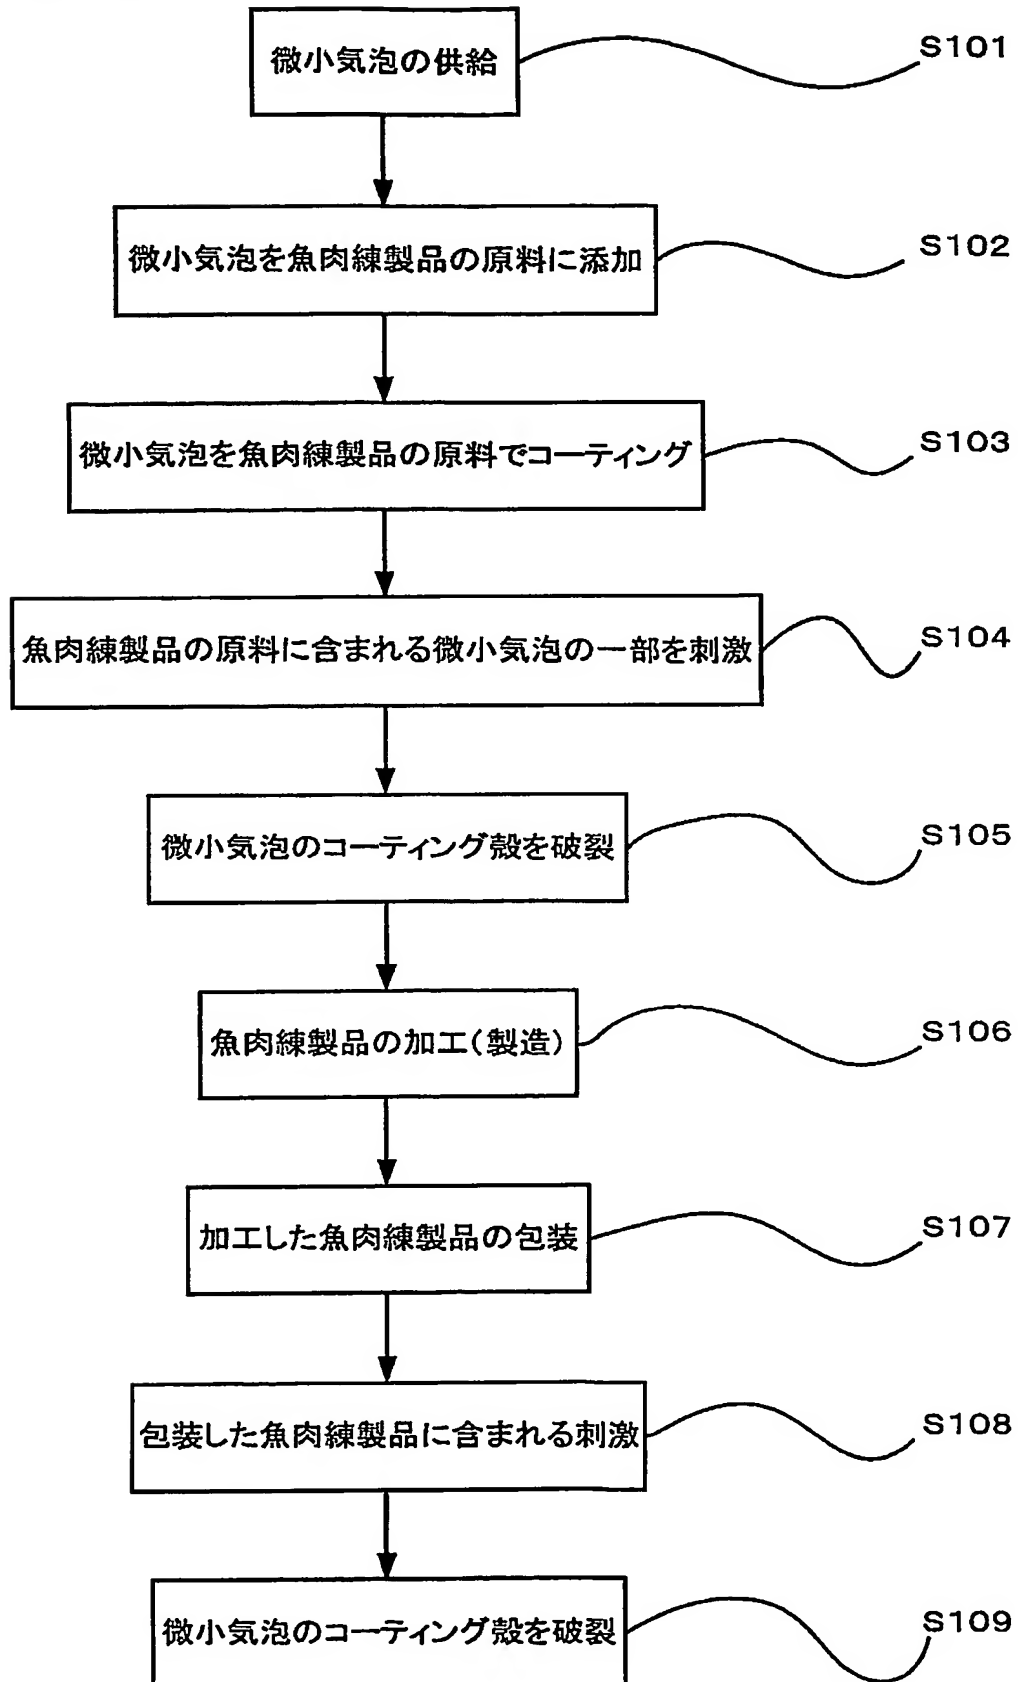 微小気泡の供給
S101
微小気泡を魚肉練製品の原料に添加
S102
微小気泡を魚肉練製品の原料でコーティング
S103
魚肉練製品の原料に含まれる微小気泡の一部を刺激
S104
微小気泡のコーティング殻を破裂
S105
魚肉練製品の加工(製造)
S106
加工した魚肉練製品の包装
S107
包装した魚肉練製品に含まれる刺激
S108
微小気泡のコーティング殻を破裂
S109